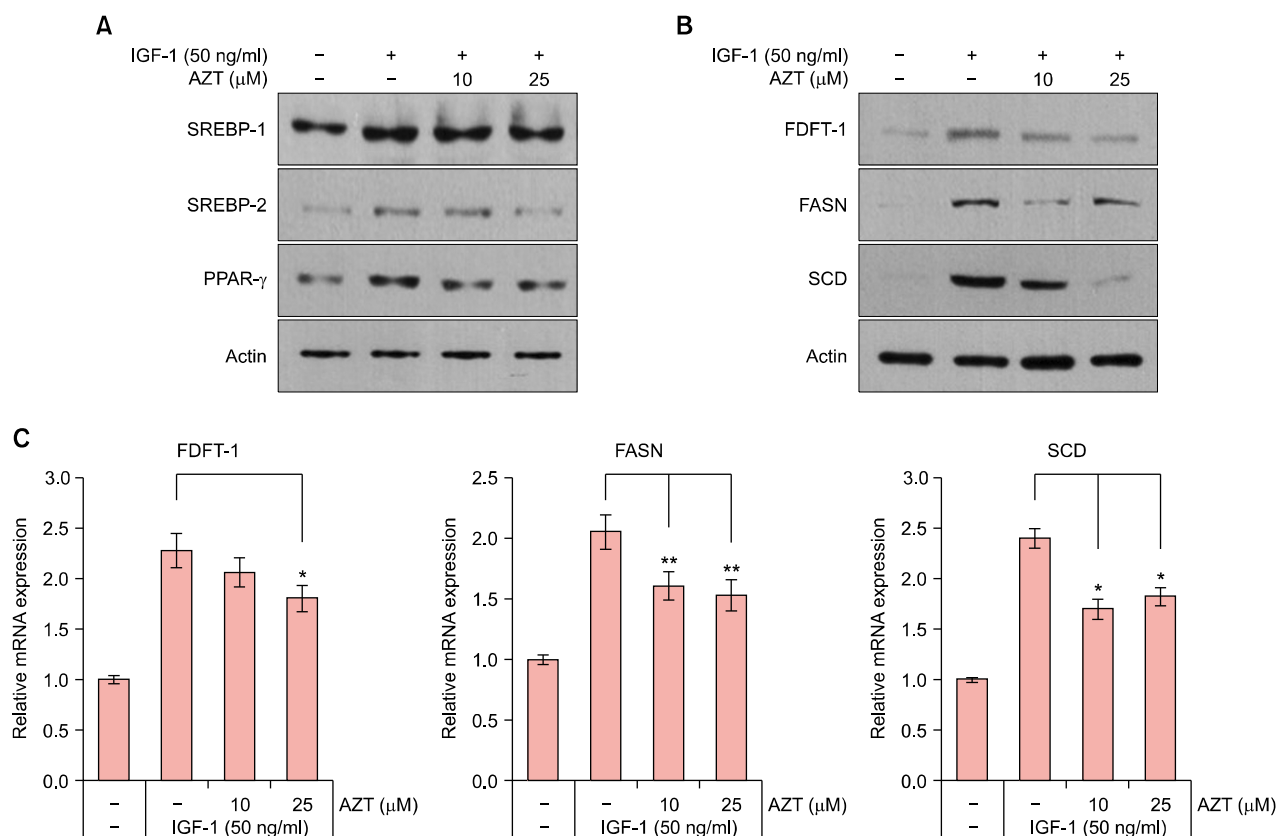 A
IGF-1 (50 ng/ml) – + + +
AZT (μM) – – 10 25
SREBP-1
SREBP-2
PPAR-γ
Actin
B
IGF-1 (50 ng/ml) – + + +
AZT (μM) – – 10 25
FDFT-1
FASN
SCD
Actin
C
FDFT-1
Relative mRNA expression
3.0
2.5
2.0
1.5
1.0
0.5
0.0
*
– – 10 25 AZT (μM)
– IGF-1 (50 ng/ml)
FASN
Relative mRNA expression
2.5
2.0
1.5
1.0
0.5
0.0
** **
– – 10 25 AZT (μM)
– IGF-1 (50 ng/ml)
SCD
Relative mRNA expression
3.0
2.5
2.0
1.5
1.0
0.5
0.0
* *
– – 10 25 AZT (μM)
– IGF-1 (50 ng/ml)